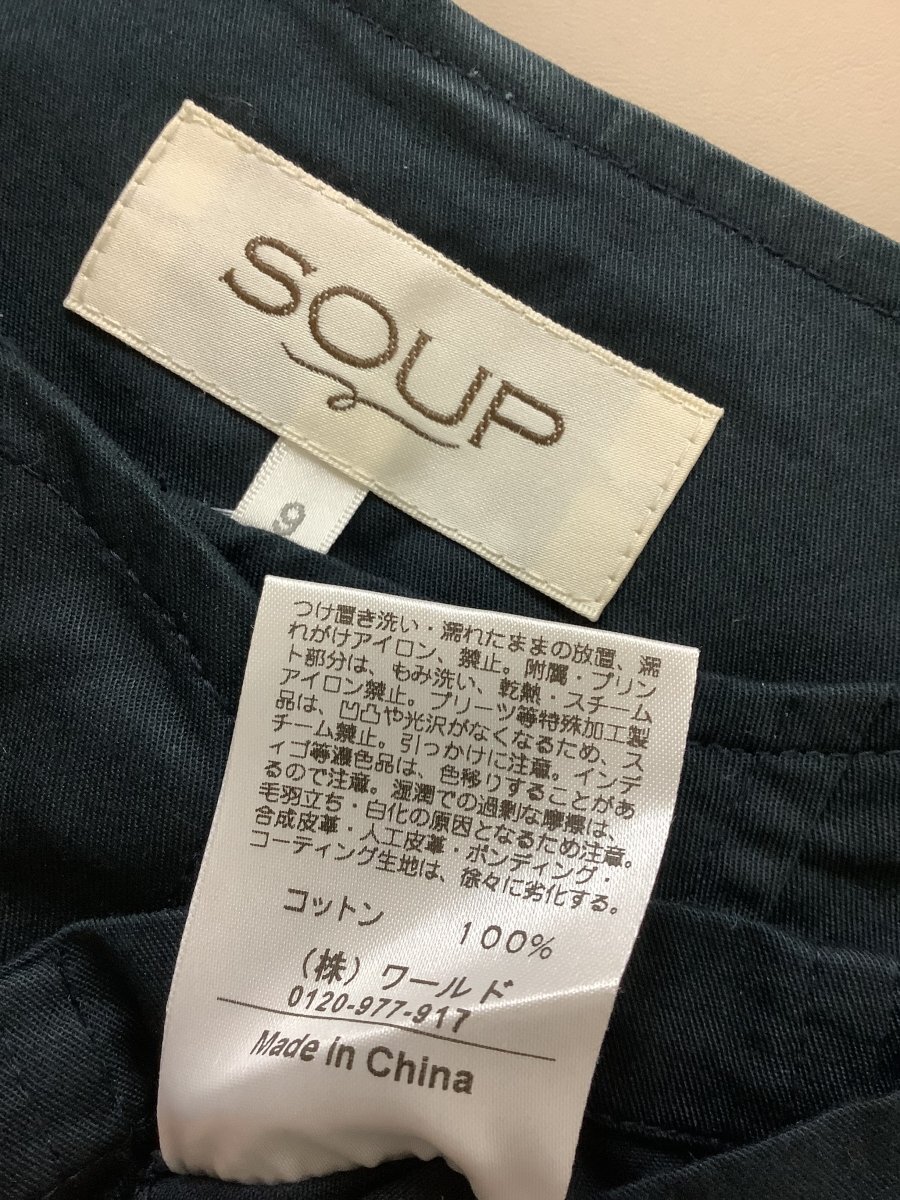 SOUP
9
つけ置き洗い・濡れたままの放置、濡
れがけアイロン、禁止。附属・プリン
ト部分は、もみ洗い、乾熱・スチーム
アイロン禁止。プリーツ等特殊加工製
品は、凹凸や光沢がなくなるため、ス
チーム禁止。引っかけに注意。インデ
ィゴ等濃色品は、色移りすることがあ
るので注意。湿潤での過剰な摩擦は、
毛羽立ち・白化の原因となるため注意。
合成皮革・人工皮革・ボンディング・
コーティング生地は、徐々に劣化する。
コットン 100%
(株)ワールド
0120-977-917
Made in China